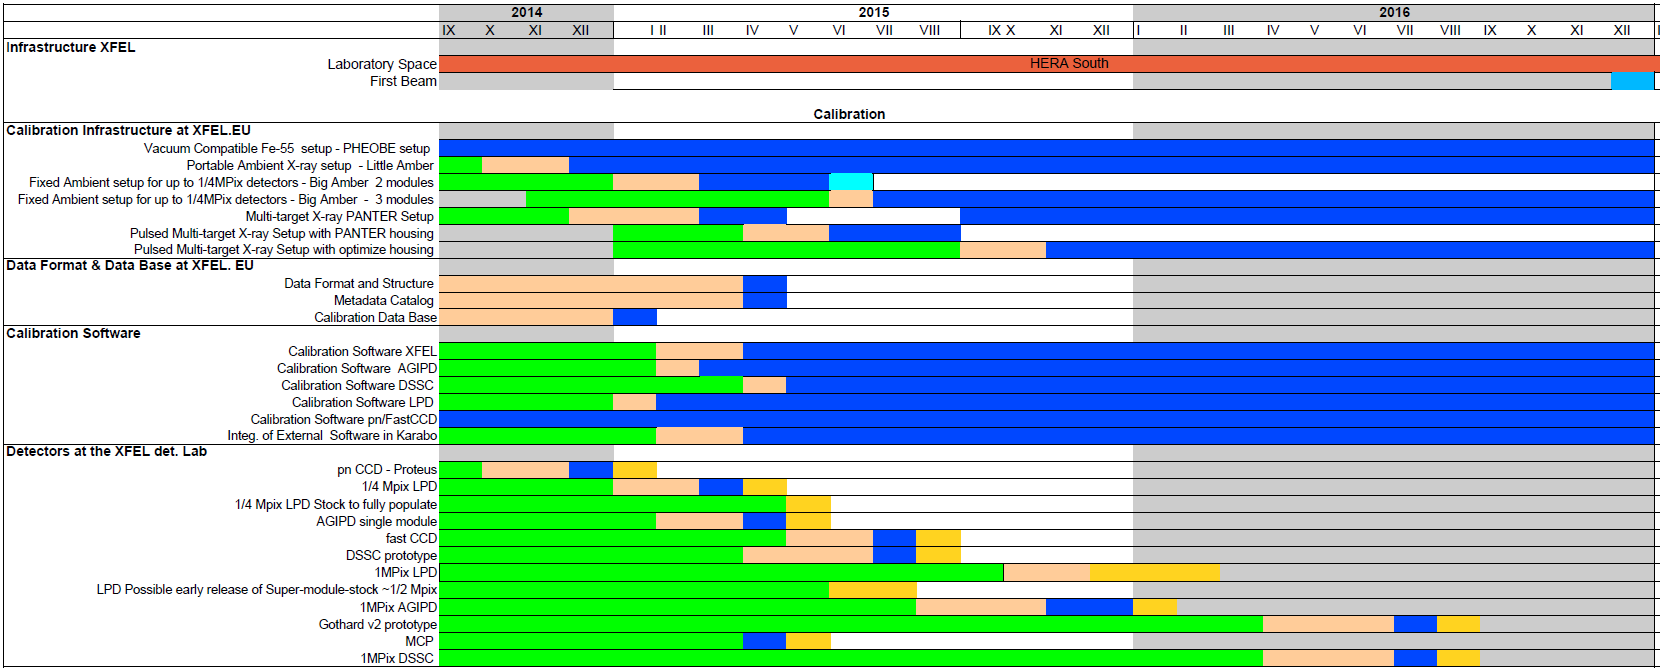 2014 2015 2016
IX X XI XII I II III IV V VI VII VIII IX X XI XII I II III IV V VI VII VIII IX X XI XII
Infrastructure XFEL
Laboratory Space HERA South
First Beam
Calibration
Calibration Infrastructure at XFEL.EU
Vacuum Compatible Fe-55 setup - PHEOBE setup
Portable Ambient X-ray setup - Little Amber
Fixed Ambient setup for up to 1/4MPix detectors - Big Amber 2 modules
Fixed Ambient setup for up to 1/4MPix detectors - Big Amber - 3 modules
Multi-target X-ray PANTER Setup
Pulsed Multi-target X-ray Setup with PANTER housing
Pulsed Multi-target X-ray Setup with optimize housing
Data Format & Data Base at XFEL. EU
Data Format and Structure
Metadata Catalog
Calibration Data Base
Calibration Software
Calibration Software XFEL
Calibration Software AGIPD
Calibration Software DSSC
Calibration Software LPD
Calibration Software pn/FastCCD
Integ. of External Software in Karabo
Detectors at the XFEL det. Lab
pn CCD - Proteus
1/4 Mpix LPD
1/4 Mpix LPD Stock to fully populate
AGIPD single module
fast CCD
DSSC prototype
1MPix LPD
LPD Possible early release of Super-module-stock ~1/2 Mpix
1MPix AGIPD
Gothard v2 prototype
MCP
1MPix DSSC